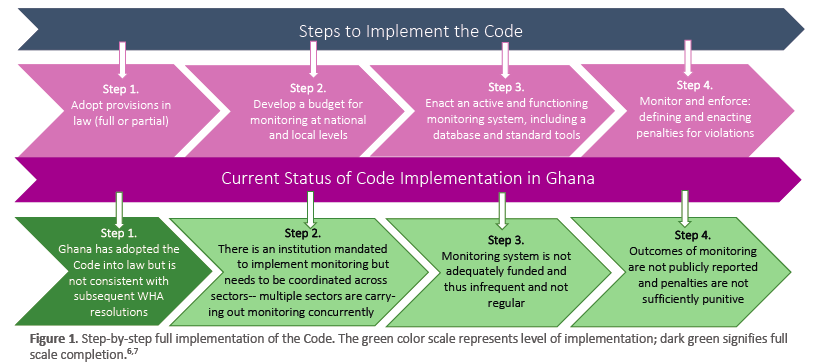 Steps to Implement the Code
Step 1.
Adopt provisions in
law (full or partial)
Step 2.
Develop a budget for
monitoring at national
and local levels
Step 3.
Enact an active and functioning
monitoring system, including a
database and standard tools
Step 4.
Monitor and enforce:
defining and enacting
penalties for violations
Current Status of Code Implementation in Ghana
Step 1.
Ghana has adopted the
Code into law but is
not consistent with
subsequent WHA
resolutions
Step 2.
There is an institution mandated
to implement monitoring but
needs to be coordinated across
sectors-- multiple sectors are carry-
ing out monitoring concurrently
Step 3.
Monitoring system is not
adequately funded and
thus infrequent and not
regular
Step 4.
Outcomes of monitoring
are not publicly reported
and penalties are not
sufficiently punitive
Figure 1. Step-by-step full implementation of the Code. The green color scale represents level of implementation; dark green signifies full
scale completion.6,7